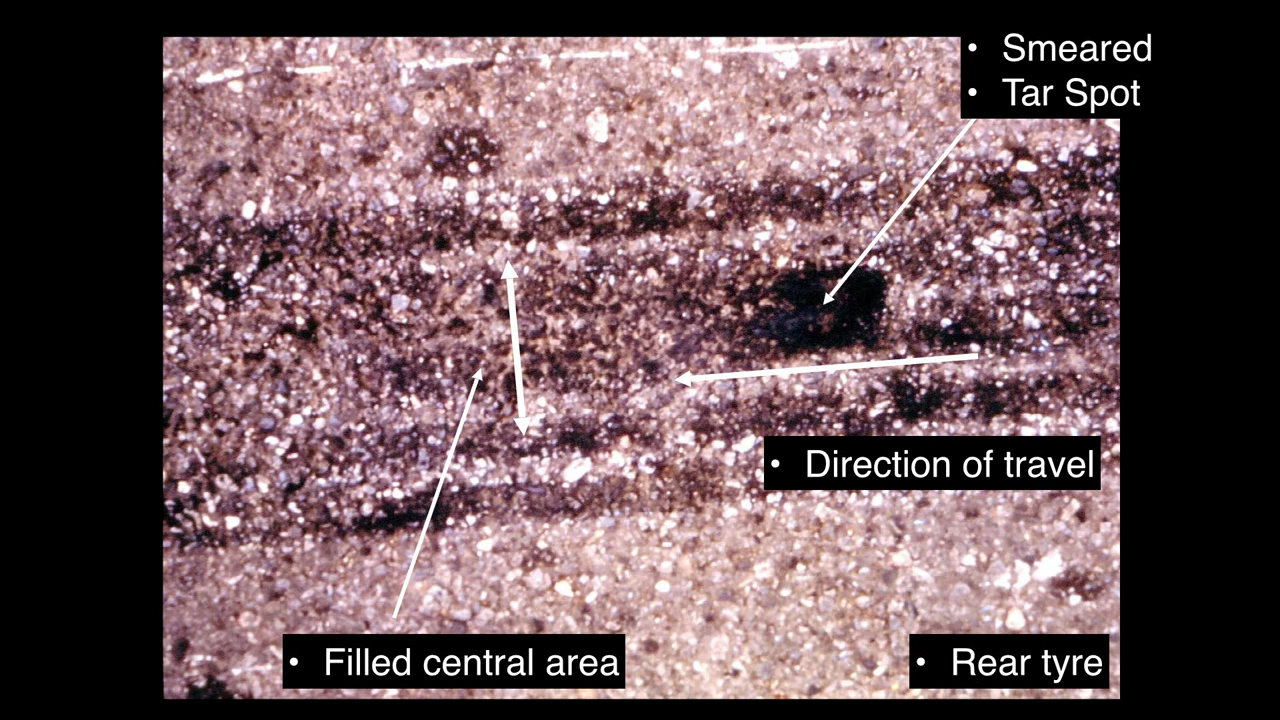 • Smeared
• Tar Spot
• Direction of travel
• Filled central area
• Rear tyre